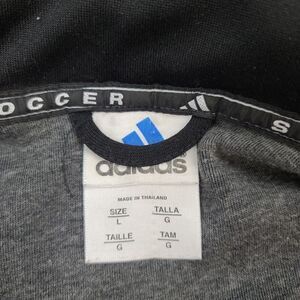 OCCER
S
adidas
MADE IN THAILAND
SIZE TALLA
L G
TAILLE TAM
G G